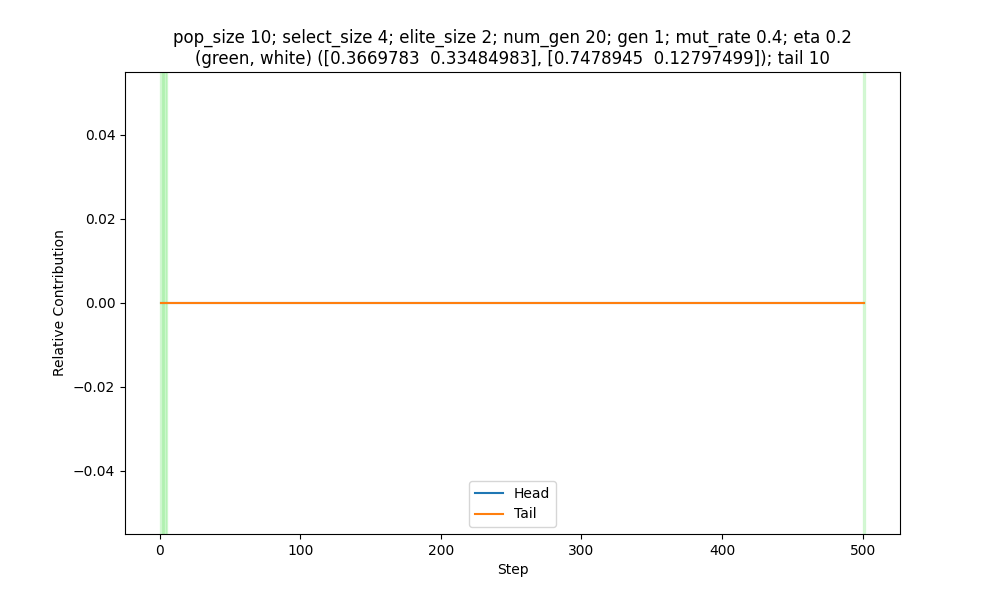 pop_size 10; select_size 4; elite_size 2; num_gen 20; gen 1; mut_rate 0.4; eta 0.2
(green, white) ([0.3669783  0.33484983], [0.7478945  0.12797499]); tail 10
0.04
0.02
0.00
−0.02
−0.04
Relative Contribution
Head
Tail
0
100
200
300
400
500
Step